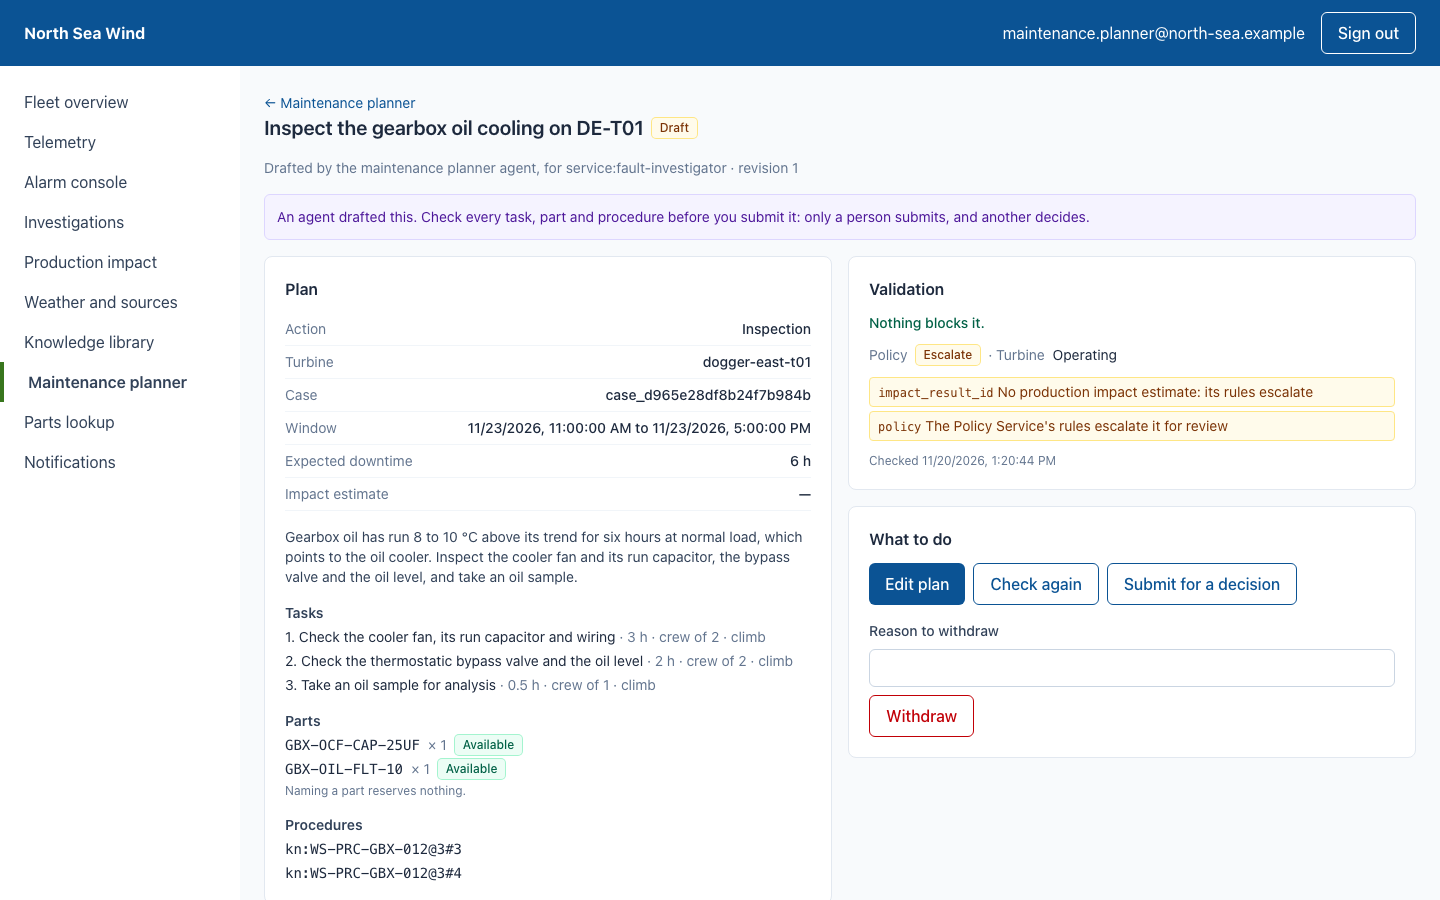 North Sea Wind
maintenance.planner@north-sea.example
Sign out
Fleet overview
Telemetry
Alarm console
Investigations
Production impact
Weather and sources
Knowledge library
Maintenance planner
Parts lookup
Notifications
← Maintenance planner
Inspect the gearbox oil cooling on DE-T01 Draft
Drafted by the maintenance planner agent, for service:fault-investigator · revision 1
An agent drafted this. Check every task, part and procedure before you submit it: only a person submits, and another decides.
Plan
Action Inspection
Turbine dogger-east-t01
Case case_d965e28df8b24f7b984b
Window 11/23/2026, 11:00:00 AM to 11/23/2026, 5:00:00 PM
Expected downtime 6 h
Impact estimate —
Gearbox oil has run 8 to 10 °C above its trend for six hours at normal load, which
points to the oil cooler. Inspect the cooler fan and its run capacitor, the bypass
valve and the oil level, and take an oil sample.
Tasks
1. Check the cooler fan, its run capacitor and wiring · 3 h · crew of 2 · climb
2. Check the thermostatic bypass valve and the oil level · 2 h · crew of 2 · climb
3. Take an oil sample for analysis · 0.5 h · crew of 1 · climb
Parts
GBX-OCF-CAP-25UF × 1 Available
GBX-OIL-FLT-10 × 1 Available
Naming a part reserves nothing.
Procedures
kn:WS-PRC-GBX-012@3#3
kn:WS-PRC-GBX-012@3#4
Validation
Nothing blocks it.
Policy Escalate · Turbine Operating
impact_result_id No production impact estimate: its rules escalate
policy The Policy Service's rules escalate it for review
Checked 11/20/2026, 1:20:44 PM
What to do
Edit plan
Check again
Submit for a decision
Reason to withdraw
Withdraw